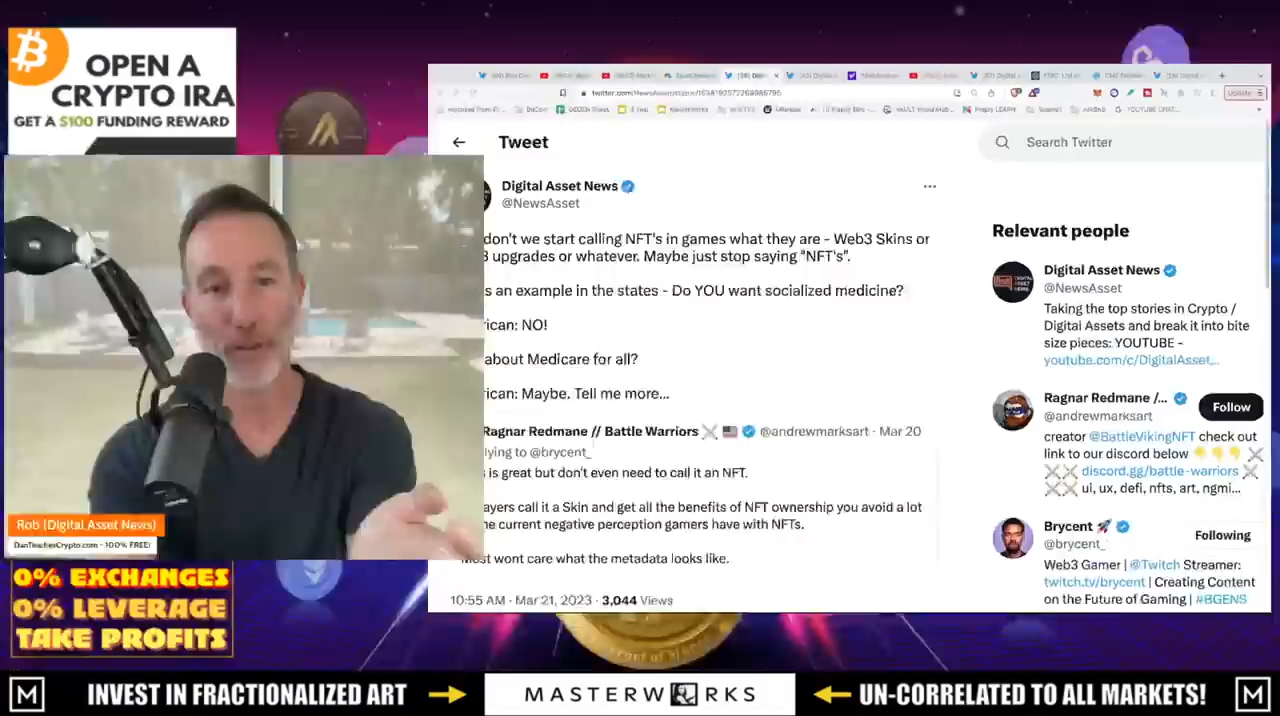 OPEN A
CRYPTO IRA
GET A $100 FUNDING REWARD
Rob (Digital Asset News)
DanTeachesCrypto.com - 100% FREE!
0% EXCHANGES
0% LEVERAGE
TAKE PROFITS
Tweet
Search Twitter
Digital Asset News
@NewsAsset
don't we start calling NFT's in games what they are - Web3 Skins or
upgrades or whatever. Maybe just stop saying "NFT's".
s an example in the states - Do YOU want socialized medicine?
rican: NO!
about Medicare for all?
rican: Maybe. Tell me more...
Ragnar Redmane // Battle Warriors @andrewmarksart · Mar 20
lying to @brycent_
is great but don't even need to call it an NFT.
ayers call it a Skin and get all the benefits of NFT ownership you avoid a lot
he current negative perception gamers have with NFTs.
wont care what the metadata looks like.
10:55 AM · Mar 21, 2023 · 3,044 Views
Relevant people
Digital Asset News
@NewsAsset
Taking the top stories in Crypto /
Digital Assets and break it into bite
size pieces: YOUTUBE -
youtube.com/c/DigitalAsset...
Ragnar Redmane /...
@andrewmarksart
Follow
creator @BattleVikingNFT check out
link to our discord below
discord.gg/battle-warriors
ui, ux, defi, nfts, art, ngmi...
Brycent
@brycent_
Following
Web3 Gamer | @Twitch Streamer:
twitch.tv/brycent | Creating Content
on the Future of Gaming | #BGENS
M
INVEST IN FRACTIONALIZED ART
MASTERWORKS
UN-CORRELATED TO ALL MARKETS!
M